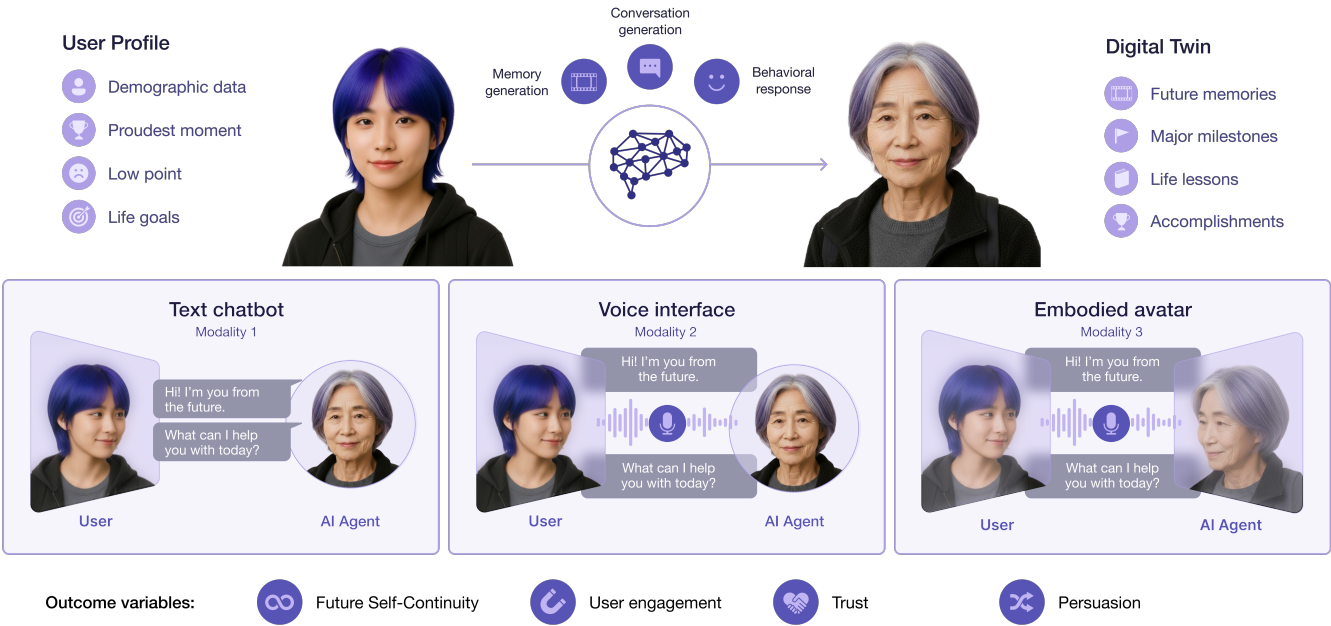 User Profile
Demographic data
Proudest moment
Low point
Life goals
Conversation
generation
Memory
generation
Behavioral
response
Digital Twin
Future memories
Major milestones
Life lessons
Accomplishments
Text chatbot
Modality 1
Hi! I'm you from
the future.
What can I help
you with today?
User
AI Agent
Voice interface
Modality 2
Hi! I'm you from
the future.
What can I help
you with today?
User
AI Agent
Embodied avatar
Modality 3
Hi! I'm you from
the future.
What can I help
you with today?
User
AI Agent
Outcome variables:
Future Self-Continuity
User engagement
Trust
Persuasion